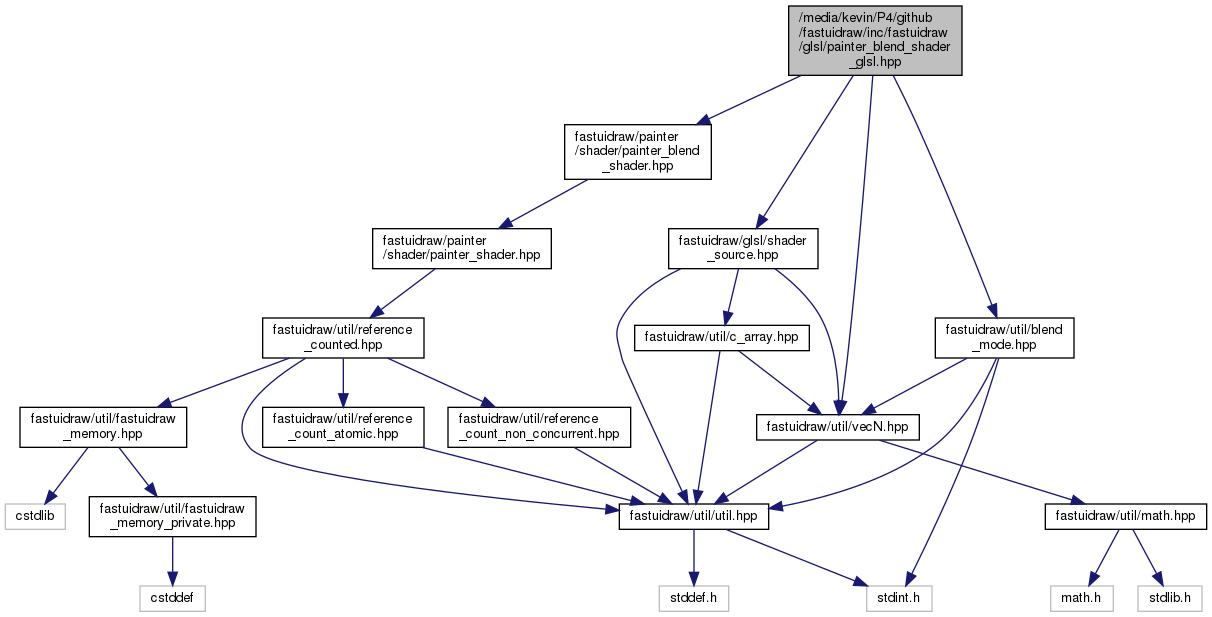 /media/kevin/P4/github
/fastuidraw/inc/fastuidraw
/glsl/painter_blend_shader
_glsl.hpp
fastuidraw/painter
/shader/painter_blend
_shader.hpp
fastuidraw/painter
/shader/painter_shader.hpp
fastuidraw/glsl/shader
_source.hpp
fastuidraw/util/reference
_counted.hpp
fastuidraw/util/c_array.hpp
fastuidraw/util/blend
_mode.hpp
fastuidraw/util/fastuidraw
_memory.hpp
fastuidraw/util/reference
_count_atomic.hpp
fastuidraw/util/reference
_count_non_concurrent.hpp
fastuidraw/util/vecN.hpp
cstdlib
fastuidraw/util/fastuidraw
_memory_private.hpp
fastuidraw/util/util.hpp
fastuidraw/util/math.hpp
cstddef
stddef.h
stdint.h
math.h
stdlib.h